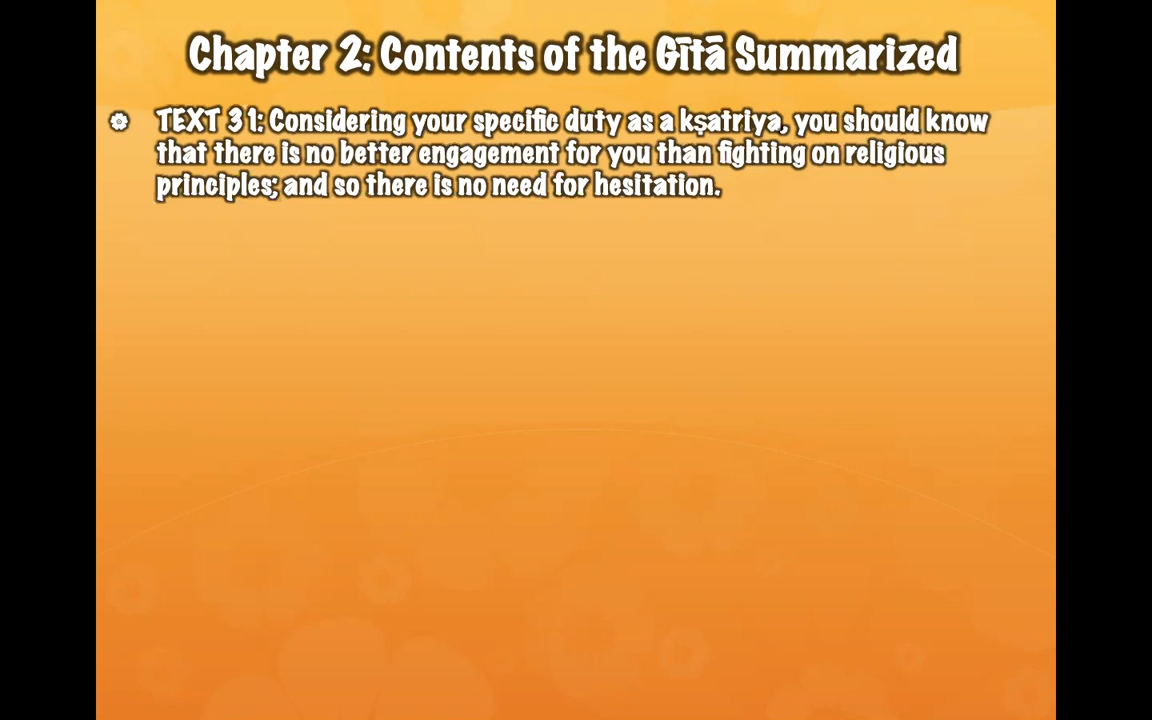 Chapter 2: Contents of the Gītā Summarized
TEXT 31: Considering your specific duty as a kṣatriya, you should know
that there is no better engagement for you than fighting on religious
principles; and so there is no need for hesitation.